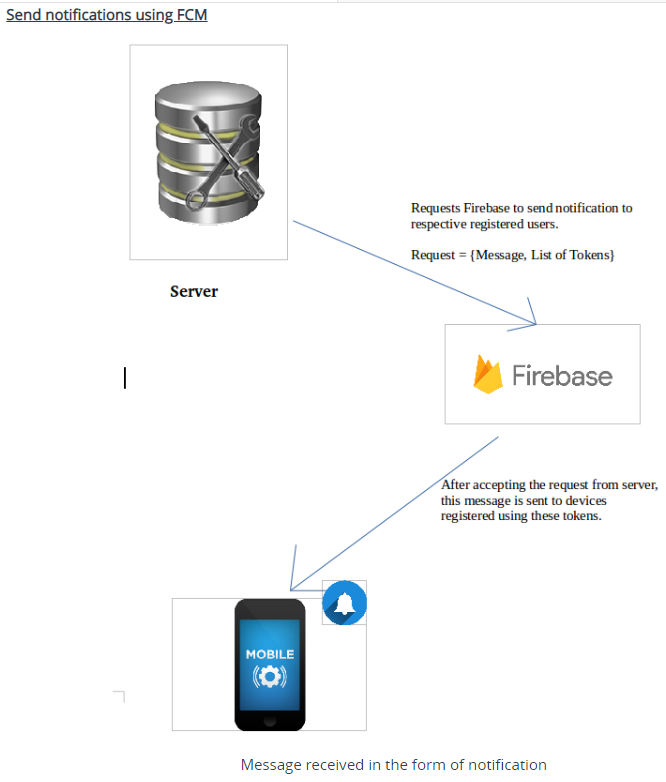 Send notifications using FCM
Requests Firebase to send notification to
respective registered users.
Request = {Message, List of Tokens}
Server
Firebase
After accepting the request from server,
this message is sent to devices
registered using these tokens.
MOBILE
Message received in the form of notification